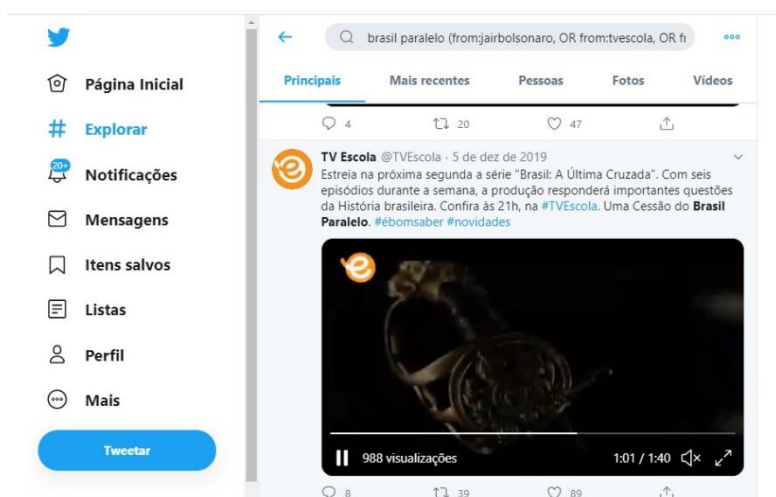 brasil paralelo (from:jairbolsonaro, OR from:tvescola, OR f
Página Inicial
Explorar
20+
Notificações
Mensagens
Itens salvos
Listas
Perfil
Mais
Tweetar
Principais Mais recentes Pessoas Fotos Vídeos
4 20 47
TV Escola @TVEscola · 5 de dez de 2019
Estreia na próxima segunda a série "Brasil: A Última Cruzada". Com seis
episódios durante a semana, a produção responderá importantes questões
da História brasileira. Confira às 21h, na #TVEscola. Uma Cessão do Brasil
Paralelo. #ébomsaber #novidades
988 visualizações 1:01 / 1:40
8 39 89